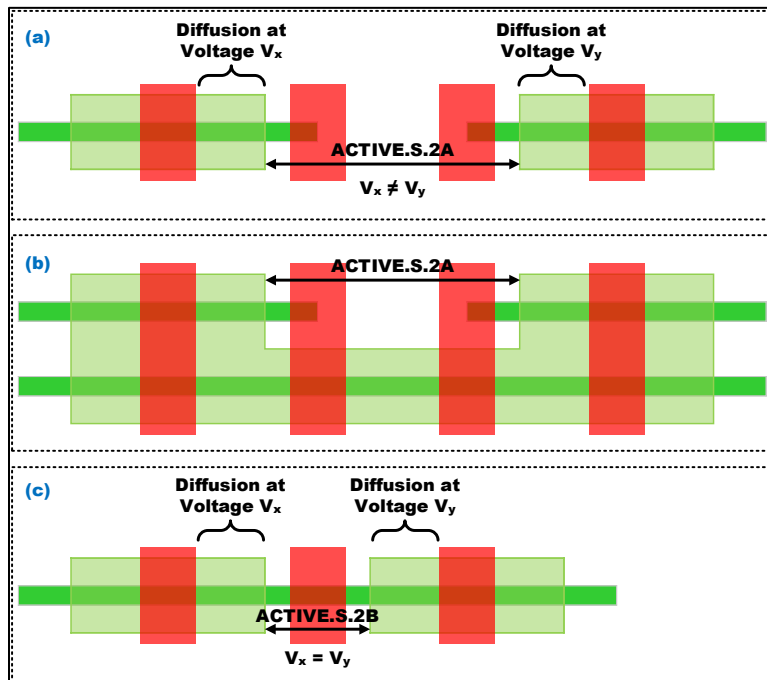 (a)
Diffusion at
Voltage Vₓ
Diffusion at
Voltage Vᵧ
ACTIVE.S.2A
Vₓ ≠ Vᵧ
(b)
ACTIVE.S.2A
(c)
Diffusion at
Voltage Vₓ
Diffusion at
Voltage Vᵧ
ACTIVE.S.2B
Vₓ = Vᵧ